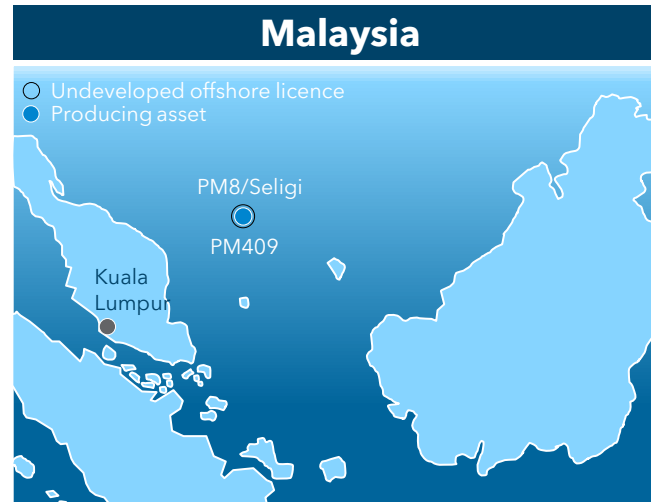 Malaysia
Undeveloped offshore licence
Producing asset
PM8/Seligi
PM409
Kuala
Lumpur